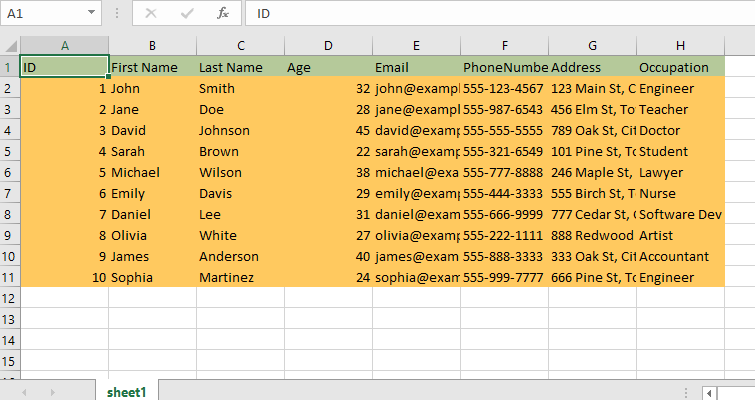 A1 fx ID
A B C D E F G H
1 ID First Name Last Name Age Email PhoneNumbe Address Occupation
2 1 John Smith 32 john@exampl 555-123-4567 123 Main St, C Engineer
3 2 Jane Doe 28 jane@exampl 555-987-6543 456 Elm St, To Teacher
4 3 David Johnson 45 david@examp 555-555-5555 789 Oak St, Cit Doctor
5 4 Sarah Brown 22 sarah@examp 555-321-6549 101 Pine St, To Student
6 5 Michael Wilson 38 michael@exa 555-777-8888 246 Maple St, Lawyer
7 6 Emily Davis 29 emily@examp 555-444-3333 555 Birch St, T Nurse
8 7 Daniel Lee 31 daniel@exam 555-666-9999 777 Cedar St, Software Dev
9 8 Olivia White 27 olivia@examp 555-222-1111 888 Redwood Artist
10 9 James Anderson 40 james@exam 555-888-3333 333 Oak St, Cit Accountant
11 10 Sophia Martinez 24 sophia@exam 555-999-7777 666 Pine St, To Engineer
12
13
14
15
sheet1